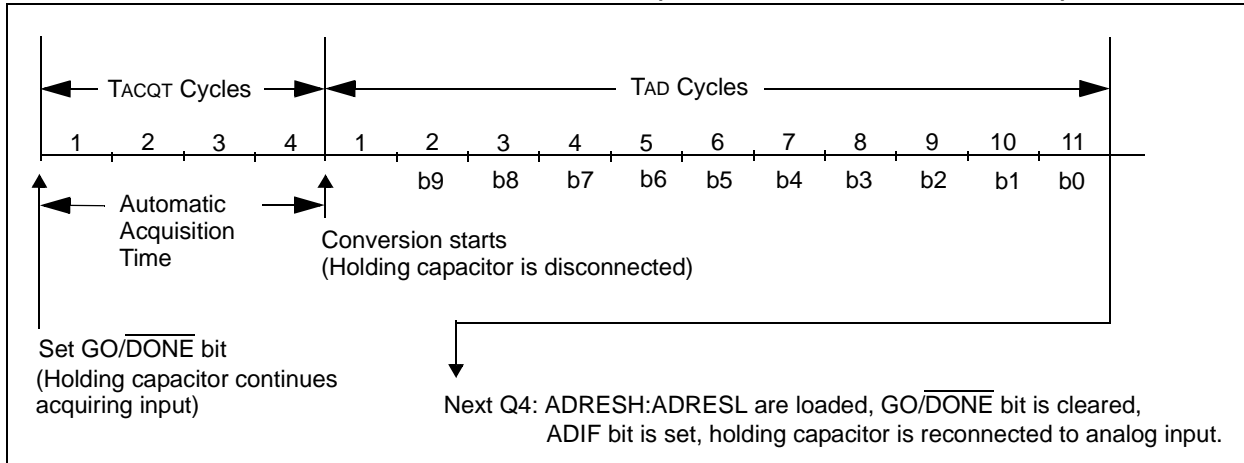 TACQT Cycles TAD Cycles
1 2 3 4 1 2 3 4 5 6 7 8 9 10 11
b9 b8 b7 b6 b5 b4 b3 b2 b1 b0
Automatic
Acquisition
Time
Conversion starts
(Holding capacitor is disconnected)
Set GO/DONE bit
(Holding capacitor continues
acquiring input)
Next Q4: ADRESH:ADRESL are loaded, GO/DONE bit is cleared,
ADIF bit is set, holding capacitor is reconnected to analog input.